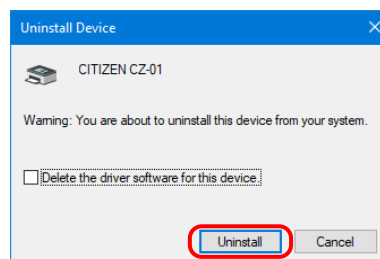 Uninstall Device
CITIZEN CZ-01
Warning: You are about to uninstall this device from your system.
Delete the driver software for this device.
Uninstall
Cancel